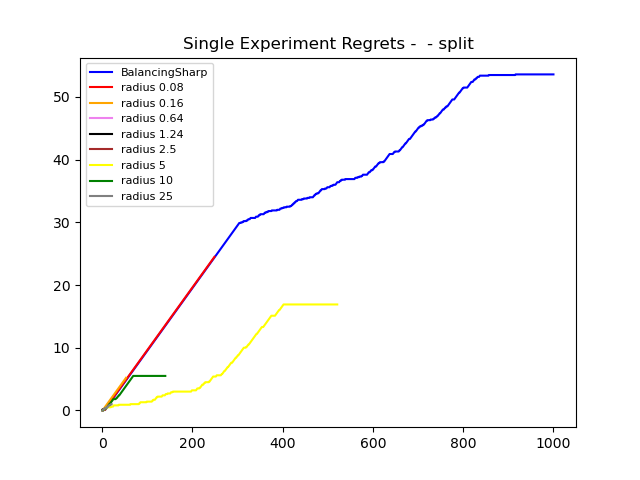 Single Experiment Regrets -  - split
BalancingSharp
radius 0.08
radius 0.16
radius 0.64
radius 1.24
radius 2.5
radius 5
radius 10
radius 25
50
40
30
20
10
0
0 200 400 600 800 1000